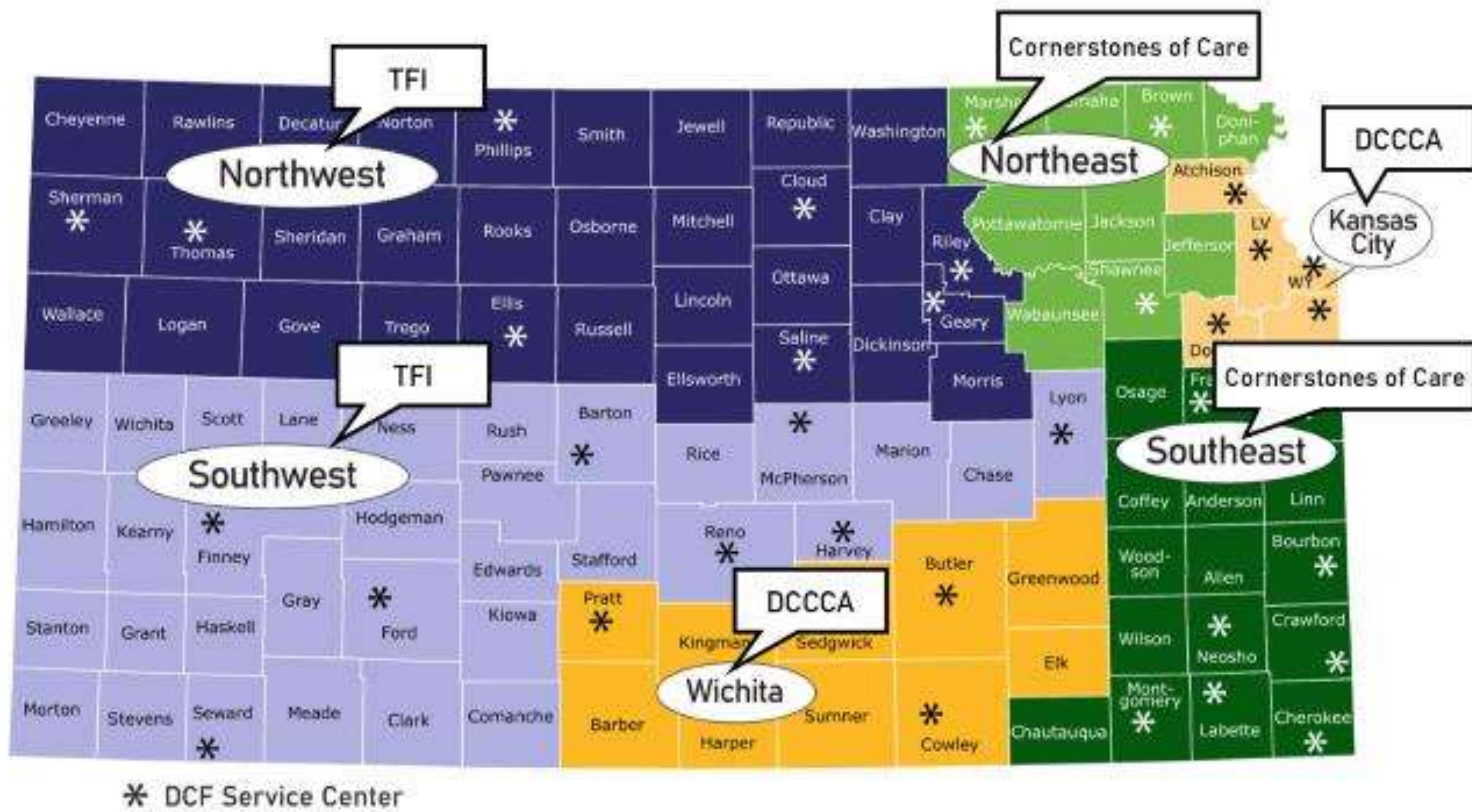 Cornerstones of Care
TFI
DCCCA
Cheyenne
Rawlins
Decatur
Norton
Phillips
Smith
Jewell
Republic
Washington
Brown
Doni-
phan
Northwest
Northeast
Kansas
City
Sherman
Thomas
Sheridan
Graham
Rooks
Osborne
Mitchell
Cloud
Clay
Riley
Pottawatomie
Jackson
Atchison
Jefferson
LV
WY
Shawnee
Wallace
Logan
Gove
Trego
Ellis
Russell
Lincoln
Ottawa
Saline
Dickinson
Geary
Wabaunsee
Ellsworth
Morris
TFI
Cornerstones of Care
Greeley
Wichita
Scott
Lane
Ness
Rush
Barton
Rice
McPherson
Marion
Chase
Lyon
Osage
Southwest
Southeast
Pawnee
Hamilton
Kearny
Finney
Hodgeman
Stafford
Reno
Harvey
Butler
Greenwood
Coffey
Anderson
Linn
Edwards
Gray
Ford
Kiowa
Pratt
DCCCA
Kingman
Sedgwick
Wood-
son
Allen
Bourbon
Stanton
Grant
Haskell
Elk
Wilson
Neosho
Crawford
Wichita
Morton
Stevens
Seward
Meade
Clark
Comanche
Barber
Harper
Sumner
Cowley
Chautauqua
Mont-
gomery
Labette
Cherokee
DCF Service Center